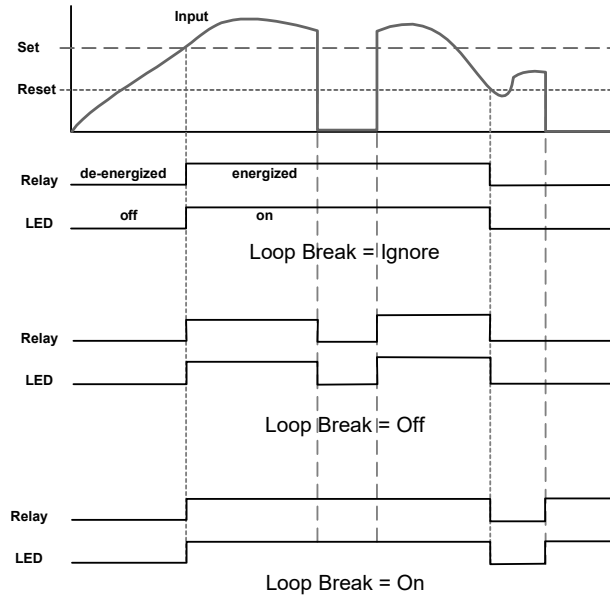 Input
Set
Reset
Relay de-energized energized
LED off on
Loop Break = Ignore
Relay
LED
Loop Break = Off
Relay
LED
Loop Break = On